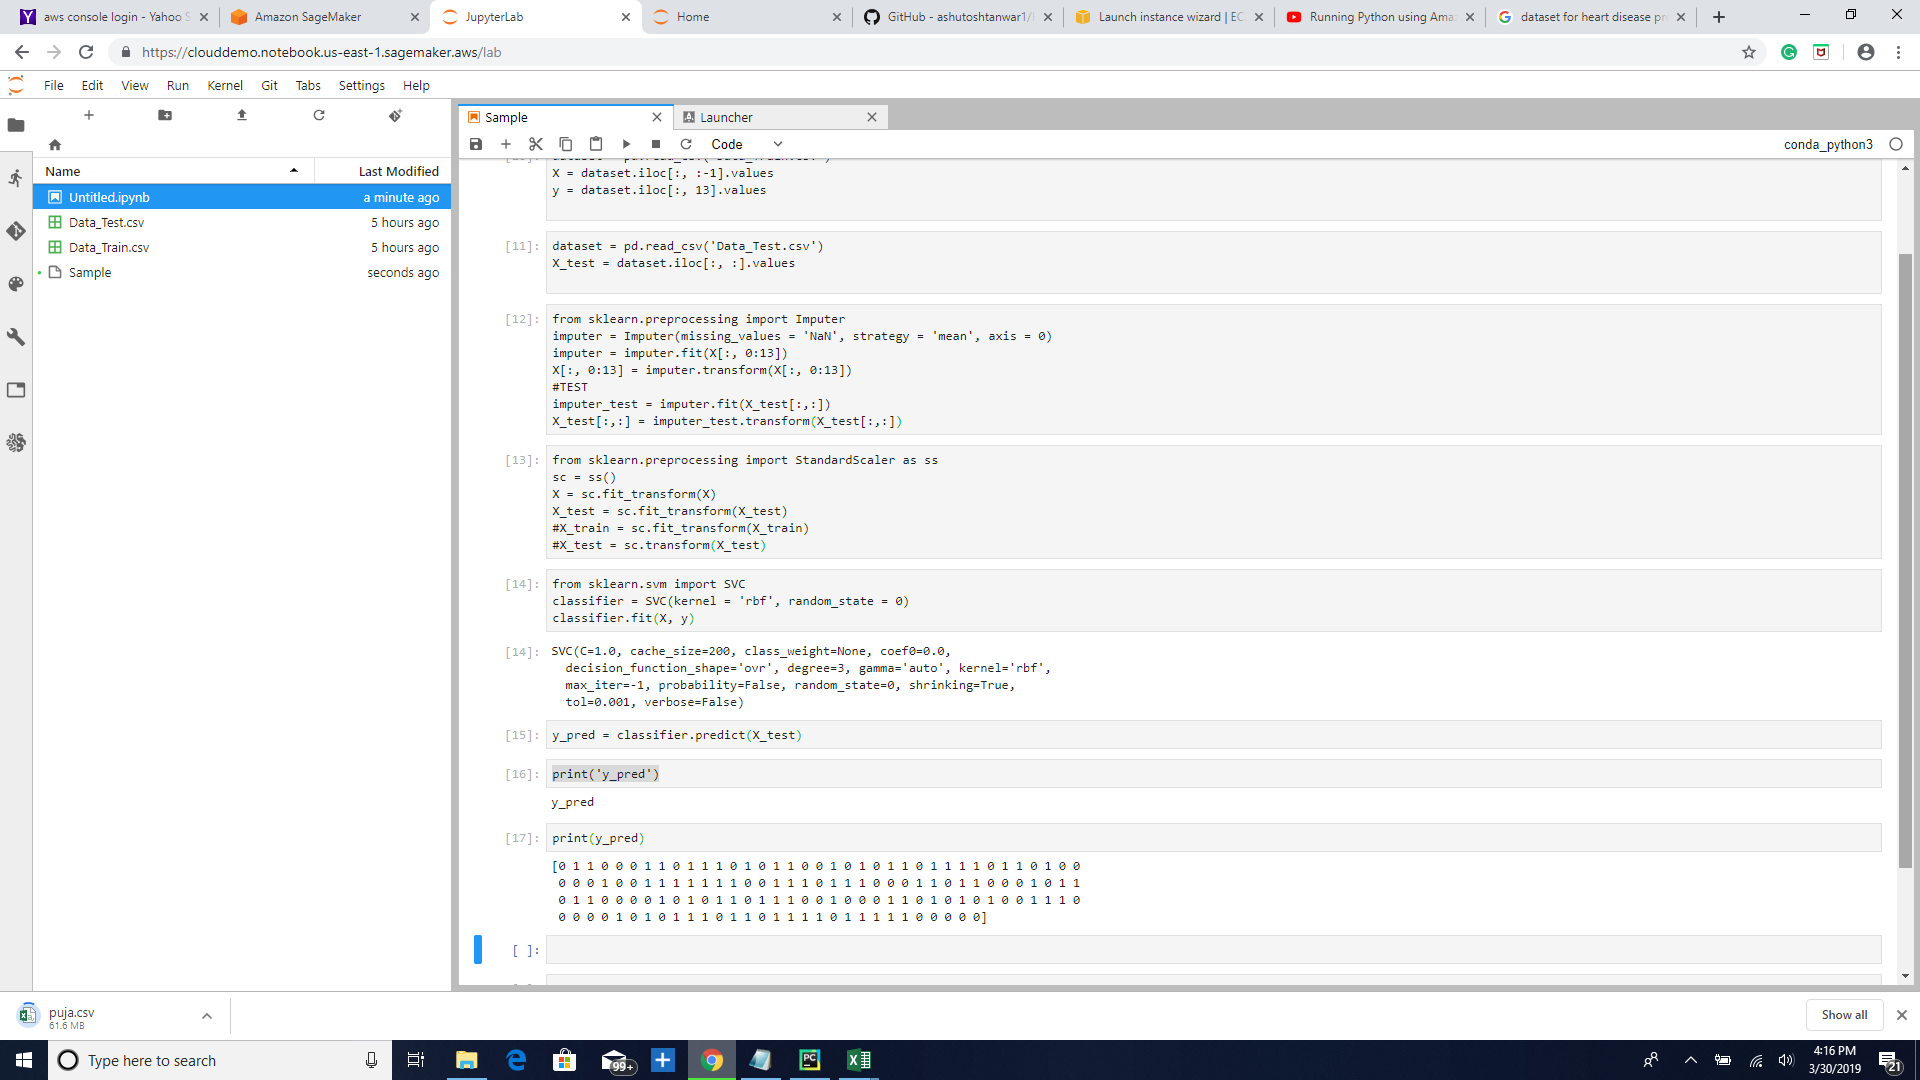 aws console login - Yahoo S
Amazon SageMaker
JupyterLab
Home
GitHub - ashutoshtanwar1/
Launch instance wizard | EC
Running Python using Ama
dataset for heart disease pr
https://clouddemo.notebook.us-east-1.sagemaker.aws/lab
File Edit View Run Kernel Git Tabs Settings Help
Name Last Modified
Untitled.ipynb a minute ago
Data_Test.csv 5 hours ago
Data_Train.csv 5 hours ago
Sample seconds ago
Sample
Launcher
Code
conda_python3
X = dataset.iloc[:, :-1].values
y = dataset.iloc[:, 13].values
[11]: dataset = pd.read_csv('Data_Test.csv')
X_test = dataset.iloc[:, :].values
[12]: from sklearn.preprocessing import Imputer
imputer = Imputer(missing_values = 'NaN', strategy = 'mean', axis = 0)
imputer = imputer.fit(X[:, 0:13])
X[:, 0:13] = imputer.transform(X[:, 0:13])
#TEST
imputer_test = imputer.fit(X_test[:,:])
X_test[:,:] = imputer_test.transform(X_test[:,:])
[13]: from sklearn.preprocessing import StandardScaler as ss
sc = ss()
X = sc.fit_transform(X)
X_test = sc.fit_transform(X_test)
#X_train = sc.fit_transform(X_train)
#X_test = sc.transform(X_test)
[14]: from sklearn.svm import SVC
classifier = SVC(kernel = 'rbf', random_state = 0)
classifier.fit(X, y)
[14]: SVC(C=1.0, cache_size=200, class_weight=None, coef0=0.0,
decision_function_shape='ovr', degree=3, gamma='auto', kernel='rbf',
max_iter=-1, probability=False, random_state=0, shrinking=True,
tol=0.001, verbose=False)
[15]: y_pred = classifier.predict(X_test)
[16]: print('y_pred')
y_pred
[17]: print(y_pred)
[0 1 1 0 0 0 1 1 0 1 1 1 0 1 0 1 1 0 0 1 0 1 0 1 1 0 1 1 1 1 0 1 1 0 1 0 0
0 0 0 1 0 0 1 1 1 1 1 1 1 0 0 1 1 1 0 1 1 1 0 0 0 1 1 0 1 1 0 0 0 1 0 1 1
0 1 1 0 0 0 0 1 0 1 0 1 1 0 1 1 1 0 0 1 0 0 0 1 1 0 1 0 1 0 1 0 0 1 1 1 0
0 0 0 0 1 0 1 0 1 1 1 0 1 1 0 1 1 1 1 0 1 1 1 1 1 0 0 0 0 0]
[ ]:
puja.csv
61.6 MB
Show all
Type here to search
99+
PC
4:16 PM
3/30/2019
21